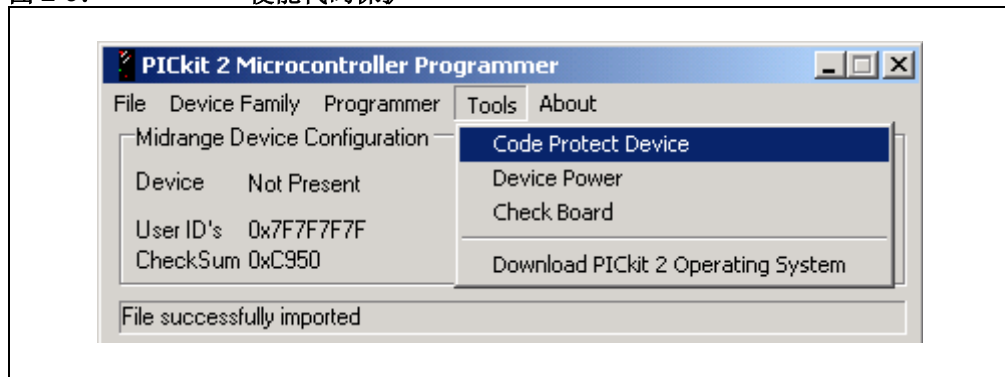 PICkit 2 Microcontroller Programmer
File Device Family Programmer Tools About
Midrange Device Configuration
Code Protect Device
Device Not Present
Device Power
Check Board
User ID's 0x7F7F7F7F
CheckSum 0xC950
Download PICkit 2 Operating System
File successfully imported